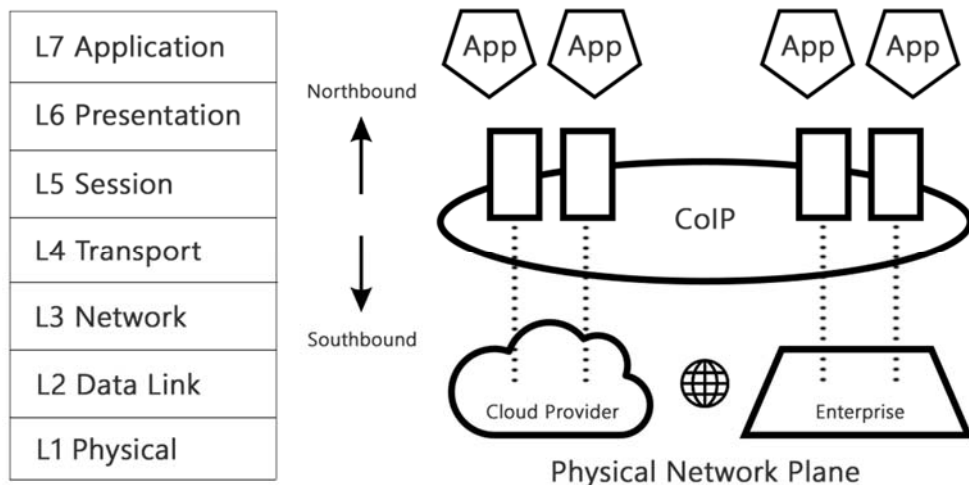 L7 Application
L6 Presentation
L5 Session
L4 Transport
L3 Network
L2 Data Link
L1 Physical
Northbound
Southbound
App
App
App
App
CoIP
Cloud Provider
Enterprise
Physical Network Plane